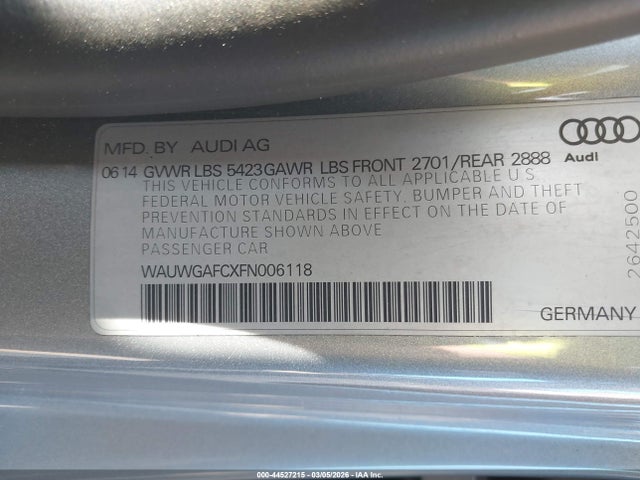 MFD. BY AUDI AG
06 14 GVWR LBS 5423 GAWR LBS FRONT 2701/REAR 2888
THIS VEHICLE CONFORMS TO ALL APPLICABLE U S
FEDERAL MOTOR VEHICLE SAFETY, BUMPER AND THEFT
PREVENTION STANDARDS IN EFFECT ON THE DATE OF
MANUFACTURE SHOWN ABOVE
PASSENGER CAR
WAUWGAFCXFN006118
Audi
2642500
GERMANY
000-44527215 - 03/05/2026 - IAA Inc.